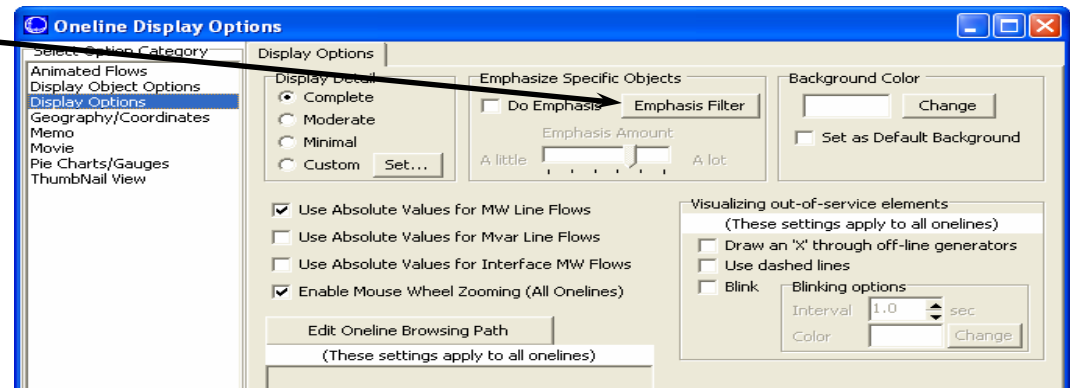 Oneline Display Options
Select Option Category
Animated Flows
Display Object Options
Display Options
Geography/Coordinates
Memo
Movie
Pie Charts/Gauges
ThumbNail View
Display Options
Display Detail
Complete
Moderate
Minimal
Custom Set...
Emphasize Specific Objects
Do Emphasis Emphasis Filter
Emphasis Amount
A little A lot
Background Color
Change
Set as Default Background
Use Absolute Values for MW Line Flows
Use Absolute Values for Mvar Line Flows
Use Absolute Values for Interface MW Flows
Enable Mouse Wheel Zooming (All Onelines)
Edit Oneline Browsing Path
(These settings apply to all onelines)
Visualizing out-of-service elements
(These settings apply to all onelines)
Draw an 'X' through off-line generators
Use dashed lines
Blink
Blinking options
Interval 1.0 sec
Color Change